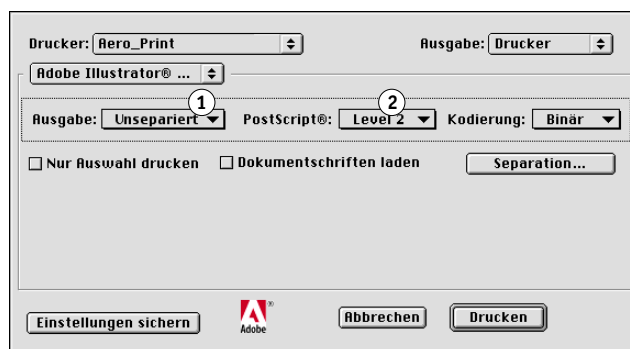 Drucker: Aero_Print Ausgabe: Drucker
Adobe Illustrator® ...
1 2
Ausgabe: Unsepariert PostScript®: Level 2 Kodierung: Binär
Nur Auswahl drucken Dokumentschriften laden Separation...
Einstellungen sichern Adobe® Abbrechen Drucken